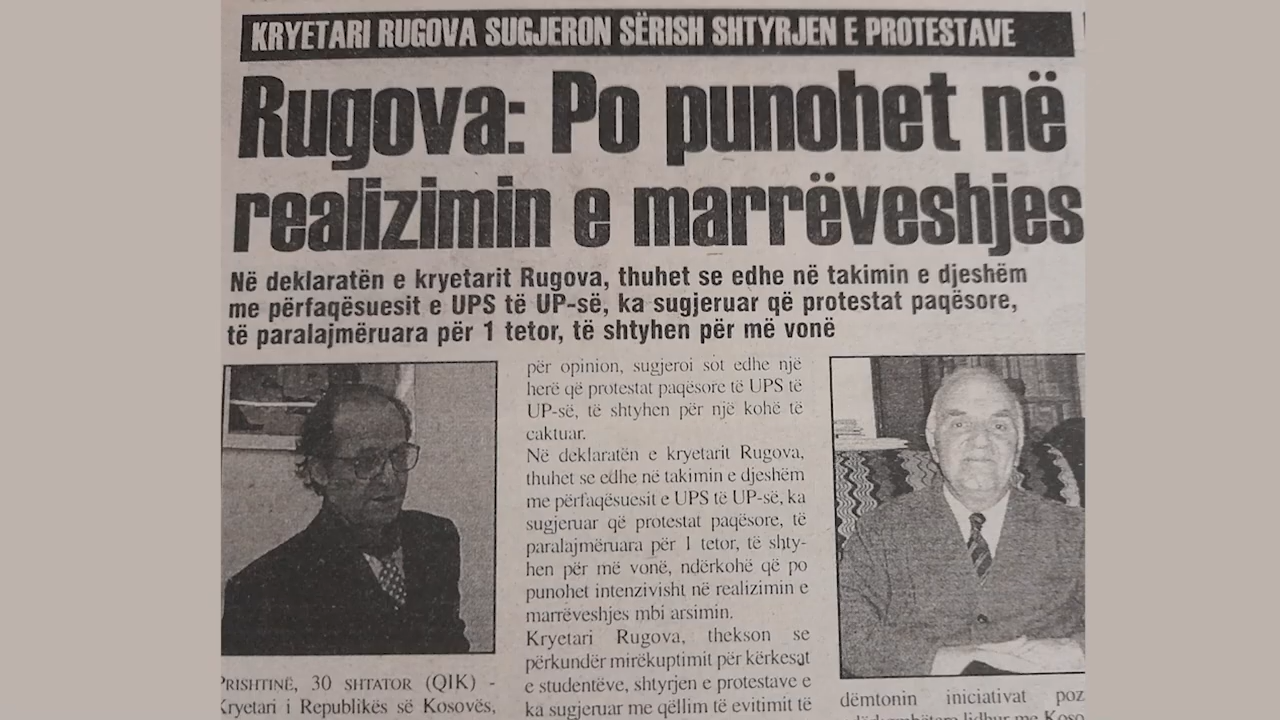 KRYETARI RUGOVA SUGJERON SËRISH SHTYRJEN E PROTESTAVE
Rugova: Po punohet në
realizimin e marrëveshjes
Në deklaratën e kryetarit Rugova, thuhet se edhe në takimin e djeshëm
me përfaqësuesit e UPS të UP-së, ka sugjeruar që protestat paqësore,
të paralajmëruara për 1 tetor, të shtyhen për më vonë
PRISHTINË, 30 SHTATOR (QIK) -
Kryetari i Republikës së Kosovës,
për opinion, sugjeroi sot edhe një
herë që protestat paqësore të UPS të
UP-së, të shtyhen për një kohë të
caktuar.
Në deklaratën e kryetarit Rugova,
thuhet se edhe në takimin e djeshëm
me përfaqësuesit e UPS të UP-së, ka
sugjeruar që protestat paqësore, të
paralajmëruara për 1 tetor, të shty-
hen për më vonë, ndërkohë që po
punohet intenzivisht në realizimin e
marrëveshjes mbi arsimin.
Kryetari Rugova, thekson se
përkundër mirëkuptimit për kërkesat
e studentëve, shtyrjen e protestave e
ka sugjeruar me qëllim të evitimit të
dëmtonin iniciativat poz
lidhur me Koso